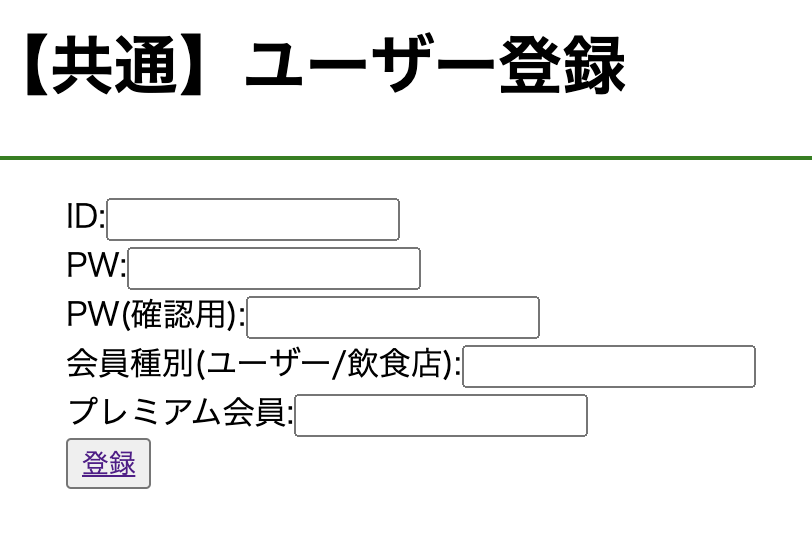 【共通】ユーザー登録
ID:
PW:
PW(確認用):
会員種別(ユーザー/飲食店):
プレミアム会員:
登録